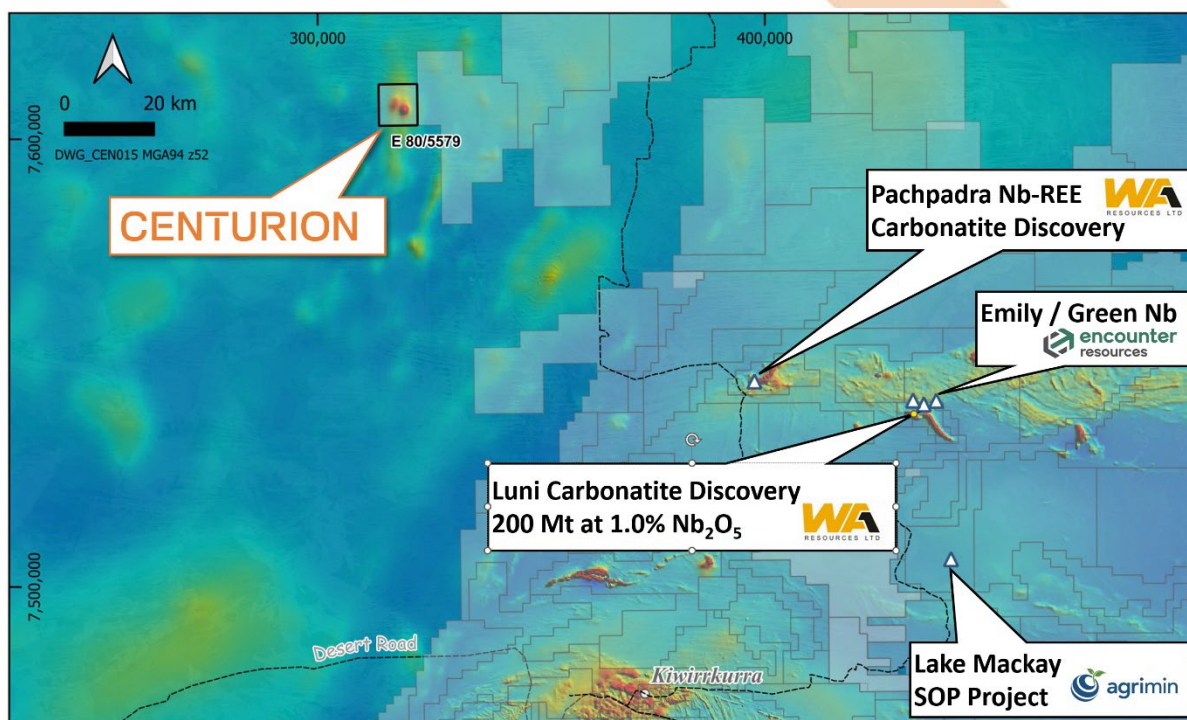 300,000
400,000
0 20 km
DWG_CEN015 MGA94 z52
7,600,000
E 80/5579
CENTURION
Pachpadra Nb-REE
Carbonatite Discovery
WA
RESOURCES LTD
Emily / Green Nb
encounter
resources
Luni Carbonatite Discovery
200 Mt at 1.0% Nb₂O₅
WA
RESOURCES LTD
7,500,000
Desert Road
Kiwirrkurra
Lake Mackay
SOP Project
agrimin